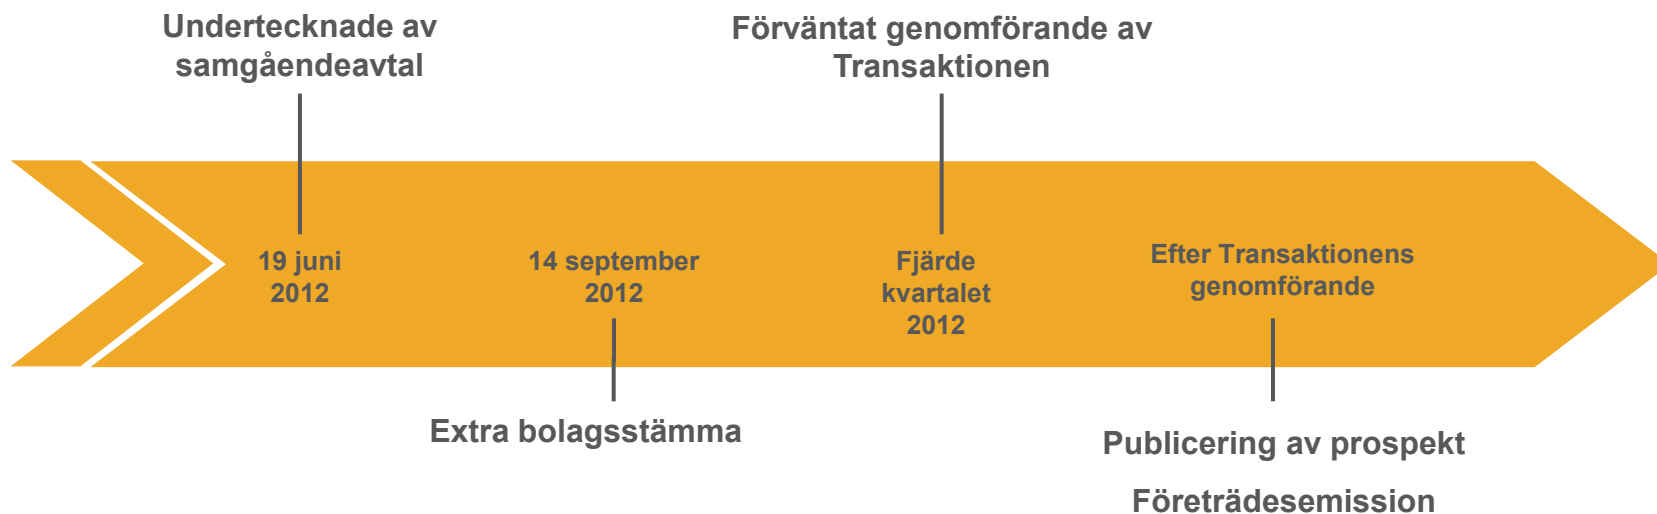 Undertecknade av
samgåendeavtal
Förväntat genomförande av
Transaktionen
19 juni
2012
14 september
2012
Fjärde
kvartalet
2012
Efter Transaktionens
genomförande
Extra bolagsstämma
Publicering av prospekt
Företrädesemission